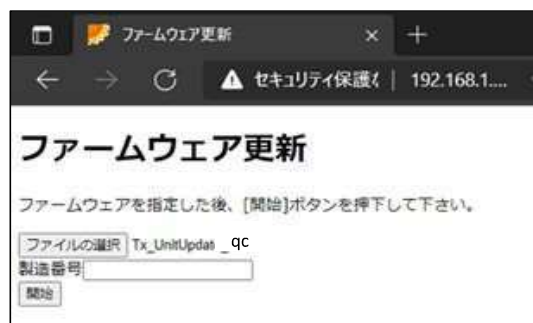 ファームウェア更新
セキュリティ保護な | 192.168.1....
ファームウェア更新
ファームウェアを指定した後、[開始]ボタンを押下して下さい。
ファイルの選択 Tx_UnitUpdat _qc
製造番号
開始